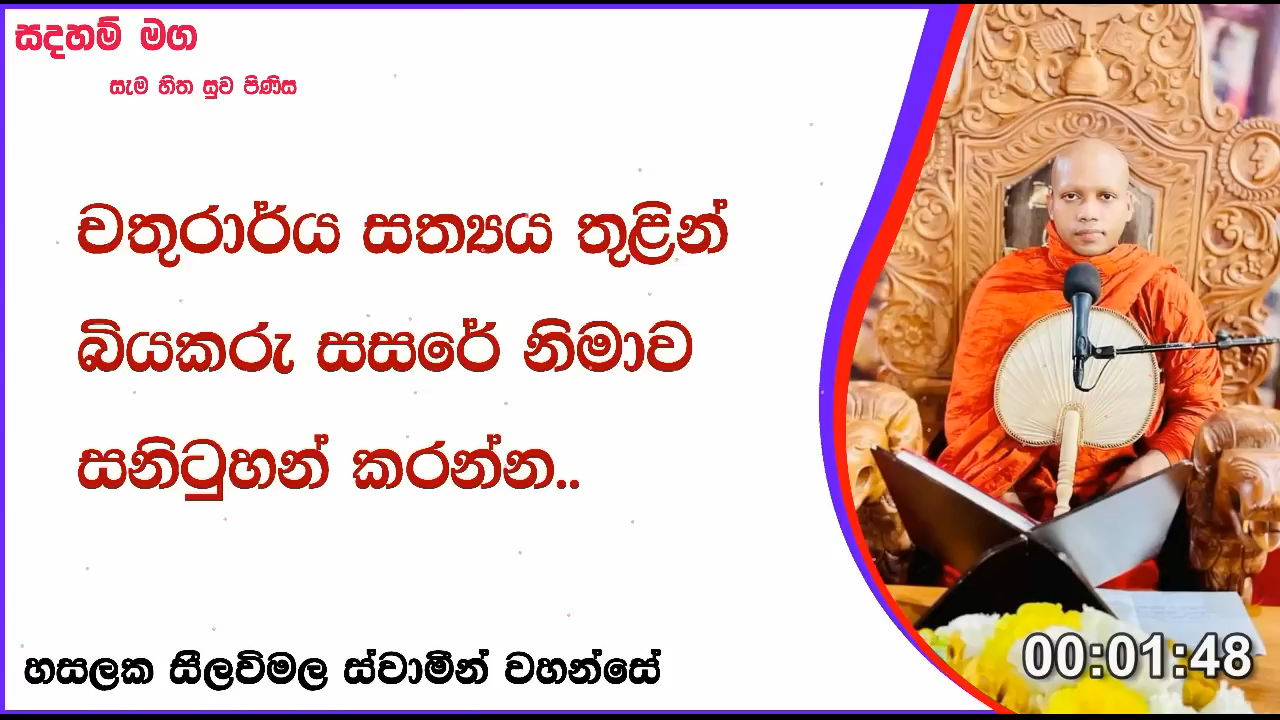 සදහම් මග
සැම හිත සුව පිණිස
චතුරාර්ය සත්‍යය තුළින්
බියකරු සසරේ නිමාව
සනිටුහන් කරන්න..
හසලක සීලවිමල ස්වාමීන් වහන්සේ
00:01:48